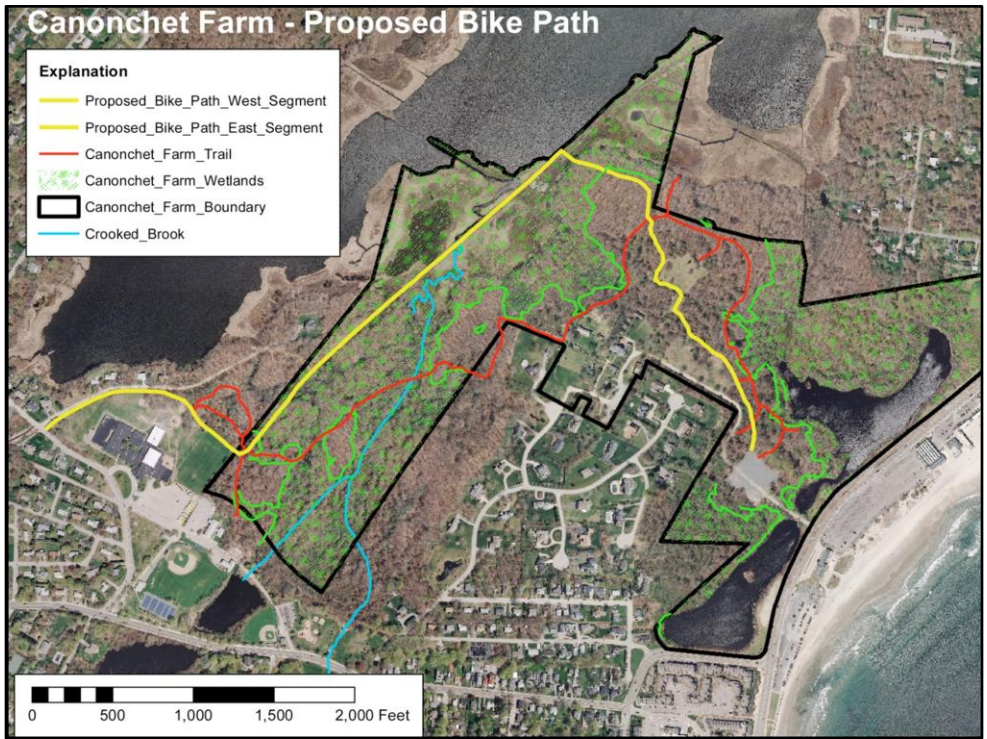 Canonchet Farm - Proposed Bike Path
Explanation
Proposed_Bike_Path_West_Segment
Proposed_Bike_Path_East_Segment
Canonchet_Farm_Trail
Canonchet_Farm_Wetlands
Canonchet_Farm_Boundary
Crooked_Brook
0 500 1,000 1,500 2,000 Feet